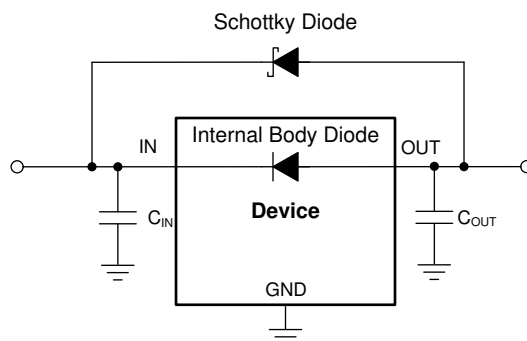 Schottky Diode
IN
Internal Body Diode
OUT
Device
CIN
COUT
GND